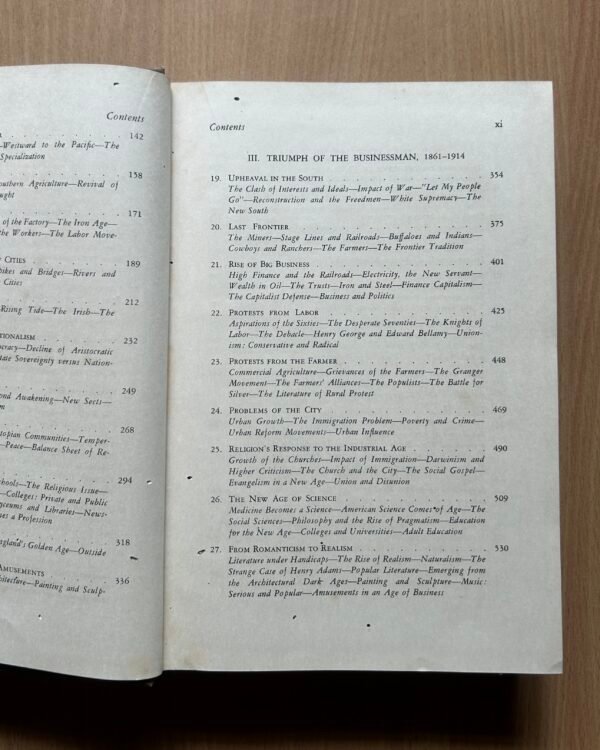 Contents
142
—Westward to the Pacific—The
Specialization
158
Southern Agriculture—Revival of
171
of the Factory—The Iron Age—
the Workers—The Labor Move-
CITIES
189
and Bridges—Rivers and
Cities
212
Rising Tide—The Irish—The
232
Decline of Aristocratic
State Sovereignty versus Nation-
249
Awakening—New Sects—
268
Utopian Communities—Temper-
—Peace—Balance Sheet of Re-
294
Schools—The Religious Issue—
—Colleges: Private and Public
Lyceums and Libraries—News-
a Profession
318
England's Golden Age—Outside
AMUSEMENTS
336
Architecture—Painting and Sculp-
Contents xi
III. TRIUMPH OF THE BUSINESSMAN, 1861–1914
19. UPHEAVAL IN THE SOUTH . . . . . . . . . . . 354
The Clash of Interests and Ideals—Impact of War—"Let My People
Go"—Reconstruction and the Freedmen—White Supremacy—The
New South
20. LAST FRONTIER . . . . . . . . . . . . . 375
The Miners—Stage Lines and Railroads—Buffaloes and Indians—
Cowboys and Ranchers—The Farmers—The Frontier Tradition
21. RISE OF BIG BUSINESS . . . . . . . . . . . . 401
High Finance and the Railroads—Electricity, the New Servant—
Wealth in Oil—The Trusts—Iron and Steel—Finance Capitalism—
The Capitalist Defense—Business and Politics
22. PROTESTS FROM LABOR . . . . . . . . . . . 425
Aspirations of the Sixties—The Desperate Seventies—The Knights of
Labor—The Debacle—Henry George and Edward Bellamy—Union-
ism: Conservative and Radical
23. PROTESTS FROM THE FARMER . . . . . . . . . . 448
Commercial Agriculture—Grievances of the Farmers—The Granger
Movement—The Farmers' Alliances—The Populists—The Battle for
Silver—The Literature of Rural Protest
24. PROBLEMS OF THE CITY . . . . . . . . . . . 469
Urban Growth—The Immigration Problem—Poverty and Crime—
Urban Reform Movements—Urban Influence
25. RELIGION'S RESPONSE TO THE INDUSTRIAL AGE . . . . . . 490
Growth of the Churches—Impact of Immigration—Darwinism and
Higher Criticism—The Church and the City—The Social Gospel—
Evangelism in a New Age—Union and Disunion
26. THE NEW AGE OF SCIENCE . . . . . . . . . . . 509
Medicine Becomes a Science—American Science Comes of Age—The
Social Sciences—Philosophy and the Rise of Pragmatism—Education
for the New Age—Colleges and Universities—Adult Education
27. FROM ROMANTICISM TO REALISM . . . . . . . . . . 530
Literature under Handicaps—The Rise of Realism—Naturalism—The
Strange Case of Henry Adams—Popular Literature—Emerging from
the Architectural Dark Ages—Painting and Sculpture—Music:
Serious and Popular—Amusements in an Age of Business